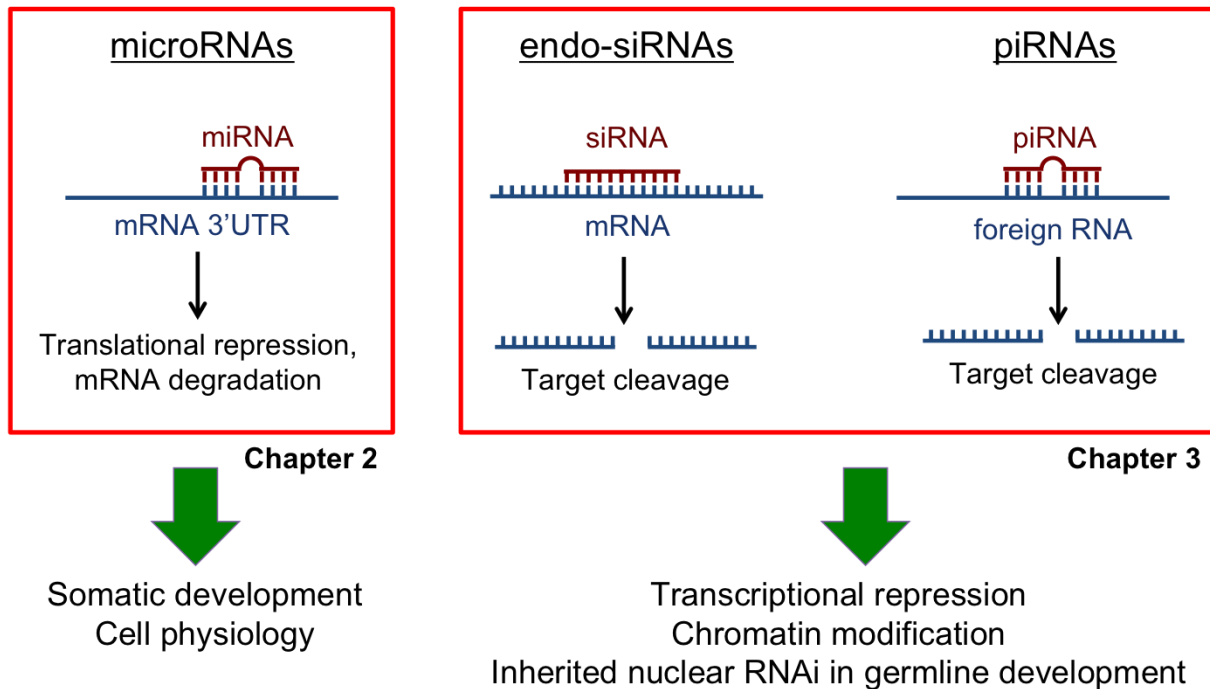 microRNAs
miRNA
mRNA 3’UTR
Translational repression,
mRNA degradation
Chapter 2
Somatic development
Cell physiology
endo-siRNAs
siRNA
mRNA
Target cleavage
piRNAs
piRNA
foreign RNA
Target cleavage
Chapter 3
Transcriptional repression
Chromatin modification
Inherited nuclear RNAi in germline development